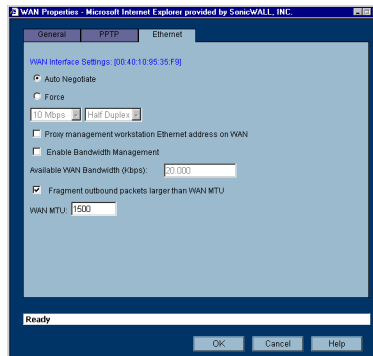 WAN Properties - Microsoft Internet Explorer provided by SonicWALL, INC.
General PPTP Ethernet
WAN Interface Settings: [00:40:10:95:35:F9]
Auto Negotiate
Force
10 Mbps Half Duplex
Proxy management workstation Ethernet address on WAN
Enable Bandwidth Management
Available WAN Bandwidth (Kbps): 20.000
Fragment outbound packets larger than WAN MTU
WAN MTU: 1500
Ready
OK Cancel Help